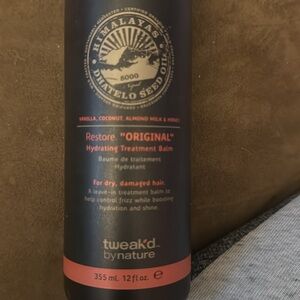 HIMALAYAS
5000
DHATELO SEED OIL
VANILLA, COCONUT, ALMOND MILK & HONEY
Restore "ORIGINAL"
Hydrating Treatment Balm
Baume de traitement
Hydratant
For dry, damaged hair.
A leave-in treatment balm to
help control frizz while boosting
hydration and shine.
tweak'd
by nature
355 mL 12 fl oz. e